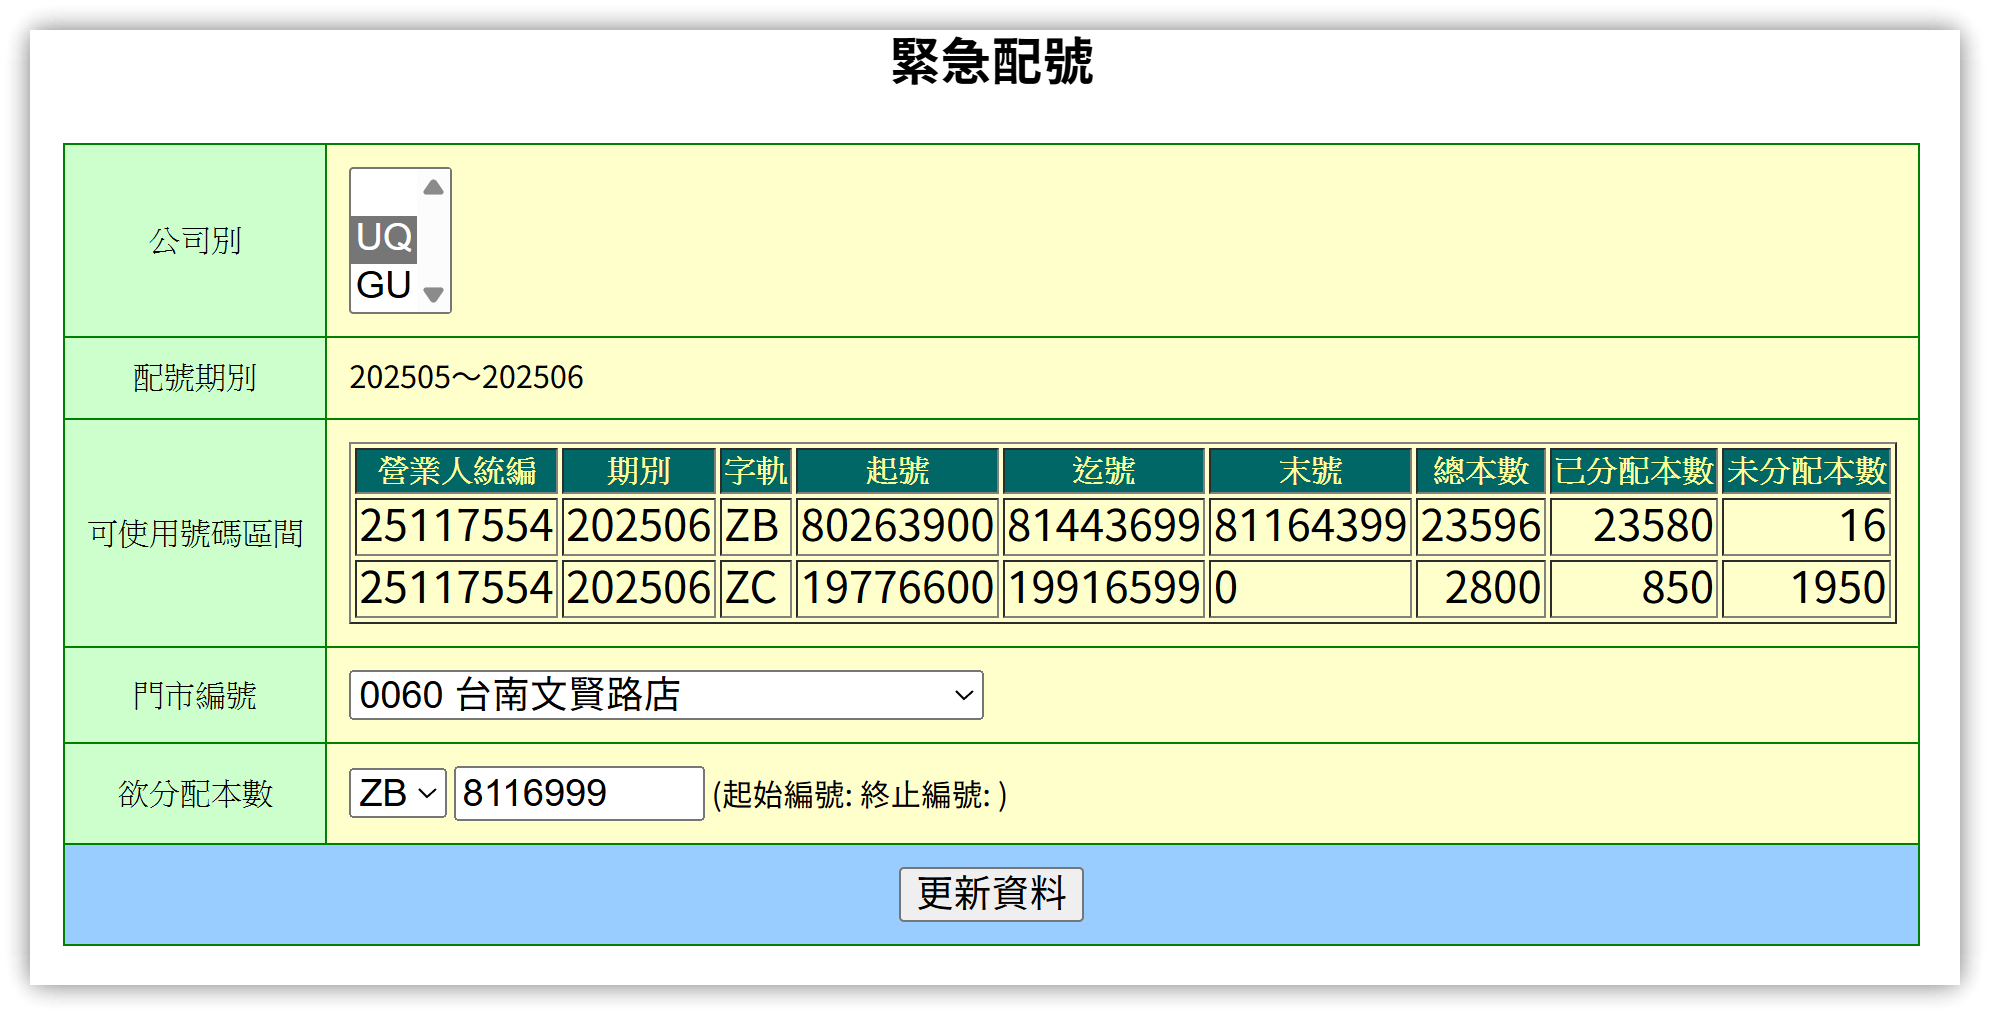 緊急配號
公司別
UQ
GU
配號期別 202505～202506
可使用號碼區間
營業人統編 期別 字軌 起號 迄號 末號 總本數 已分配本數 未分配本數
25117554 202506 ZB 80263900 81443699 81164399 23596 23580 16
25117554 202506 ZC 19776600 19916599 0 2800 850 1950
門市編號 0060 台南文賢路店
欲分配本數 ZB 8116999 (起始編號: 終止編號: )
更新資料